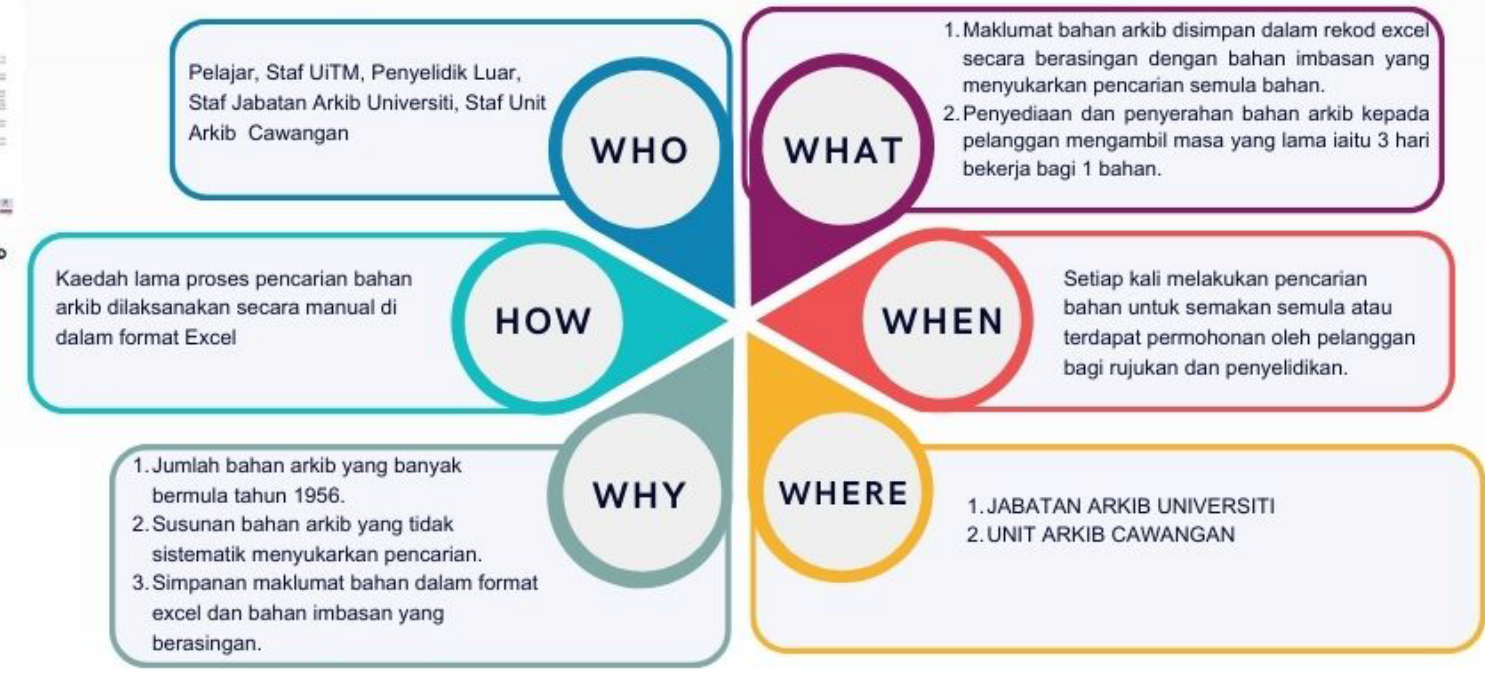 Pelajar, Staf UiTM, Penyelidik Luar,
Staf Jabatan Arkib Universiti, Staf Unit
Arkib Cawangan
WHO
WHAT
1. Maklumat bahan arkib disimpan dalam rekod excel
secara berasingan dengan bahan imbasan yang
menyukarkan pencarian semula bahan.
2. Penyediaan dan penyerahan bahan arkib kepada
pelanggan mengambil masa yang lama iaitu 3 hari
bekerja bagi 1 bahan.
Kaedah lama proses pencarian bahan
arkib dilaksanakan secara manual di
dalam format Excel
HOW
WHEN
Setiap kali melakukan pencarian
bahan untuk semakan semula atau
terdapat permohonan oleh pelanggan
bagi rujukan dan penyelidikan.
1. Jumlah bahan arkib yang banyak
bermula tahun 1956.
2. Susunan bahan arkib yang tidak
sistematik menyukarkan pencarian.
3. Simpanan maklumat bahan dalam format
excel dan bahan imbasan yang
berasingan.
WHY
WHERE
1. JABATAN ARKIB UNIVERSITI
2. UNIT ARKIB CAWANGAN